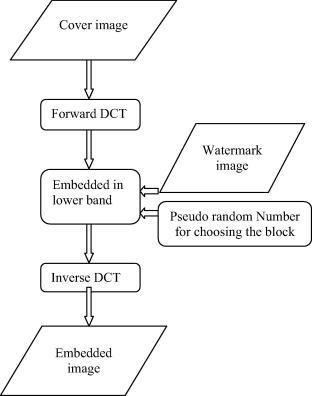 Cover image
Forward DCT
Watermark
image
Embedded in
lower band
Pseudo random Number
for choosing the block
Inverse DCT
Embedded
image